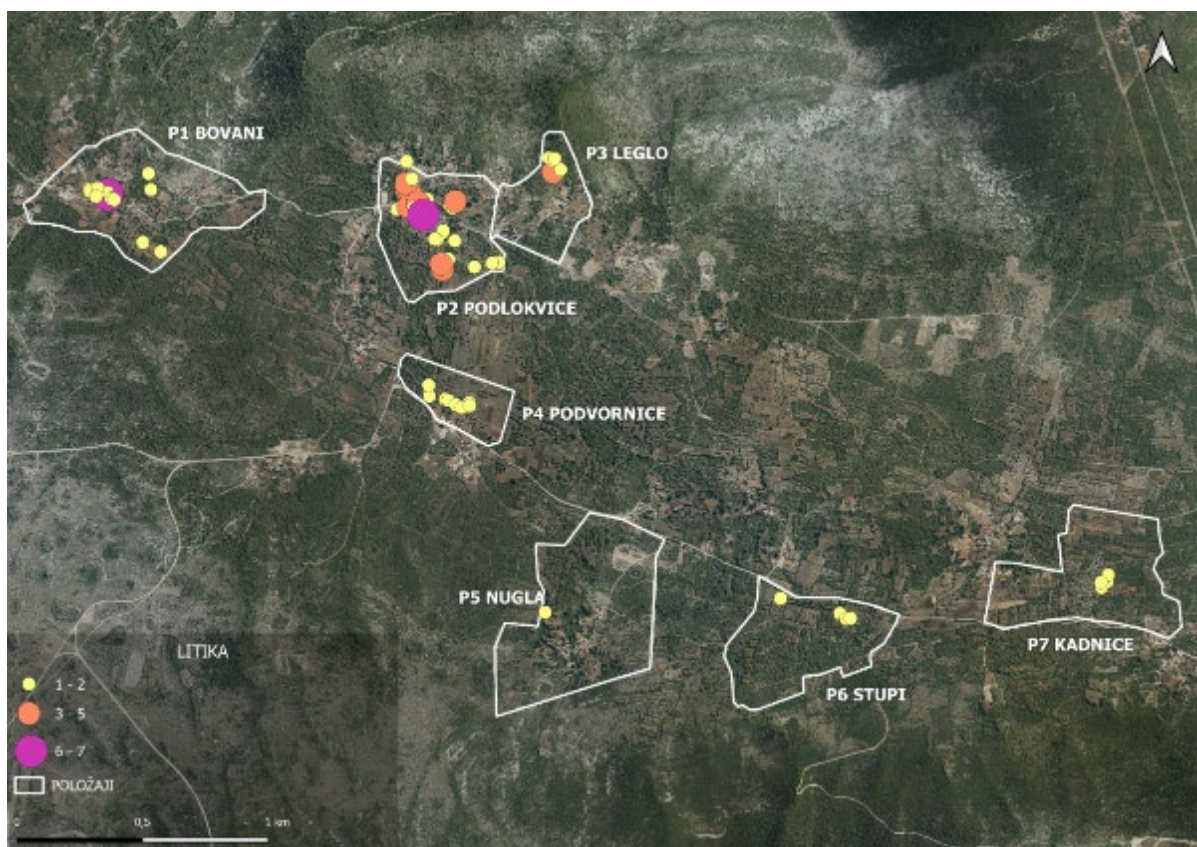 P1 BOVANI
P3 LEGLO
P2 PODLOKVICE
P4 PODVORNICE
P5 NUGLA
P6 STUPI
P7 KADNICE
LITIKA
1 - 2
3 - 5
6 - 7
POLOŽAJI
0 0,5 1 km